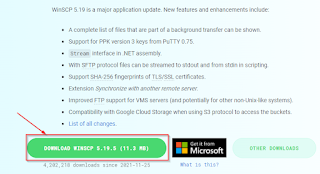 WinSCP 5.19 is a major application update. New features and enhancements include:
A complete list of files that are part of a background transfer can be shown.
Support for PPK version 3 keys from PuTTY 0.75.
Stream interface in .NET assembly.
With SFTP protocol files can be streamed to stdout and from stdin in scripting.
Support SHA-256 fingerprints of TLS/SSL certificates.
Extension Synchronize with another remote server.
Improved FTP support for VMS servers (and potentially for other non-Unix-like systems).
Compatibility with Google Cloud Storage when using S3 protocol to access the buckets.
List of all changes.
DOWNLOAD WINSCP 5.19.5 (11.3 MB)
Get it from
Microsoft
OTHER DOWNLOADS
4,202,218 downloads since 2021-11-23
What is this?